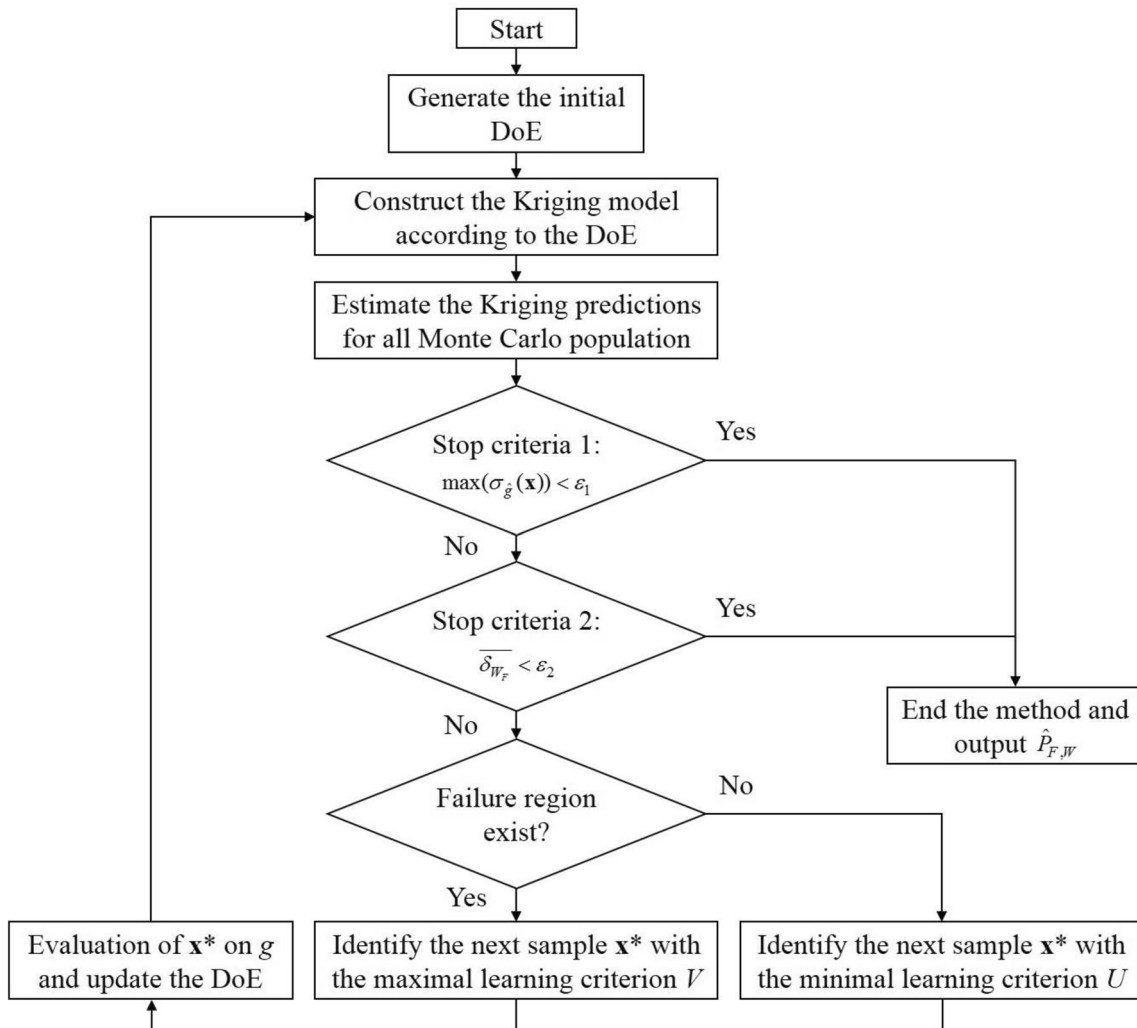 Start
Generate the initial
DoE
Construct the Kriging model
according to the DoE
Estimate the Kriging predictions
for all Monte Carlo population
Stop criteria 1:
max(σ_ĝ(𝐱)) < ε₁
Yes
No
Stop criteria 2:
\overline{δ_{W_F}} < ε₂
Yes
No
End the method and
output P̂_{F,W}
Failure region
exist?
No
Yes
Evaluation of x* on g
and update the DoE
Identify the next sample x* with
the maximal learning criterion V
Identify the next sample x* with
the minimal learning criterion U